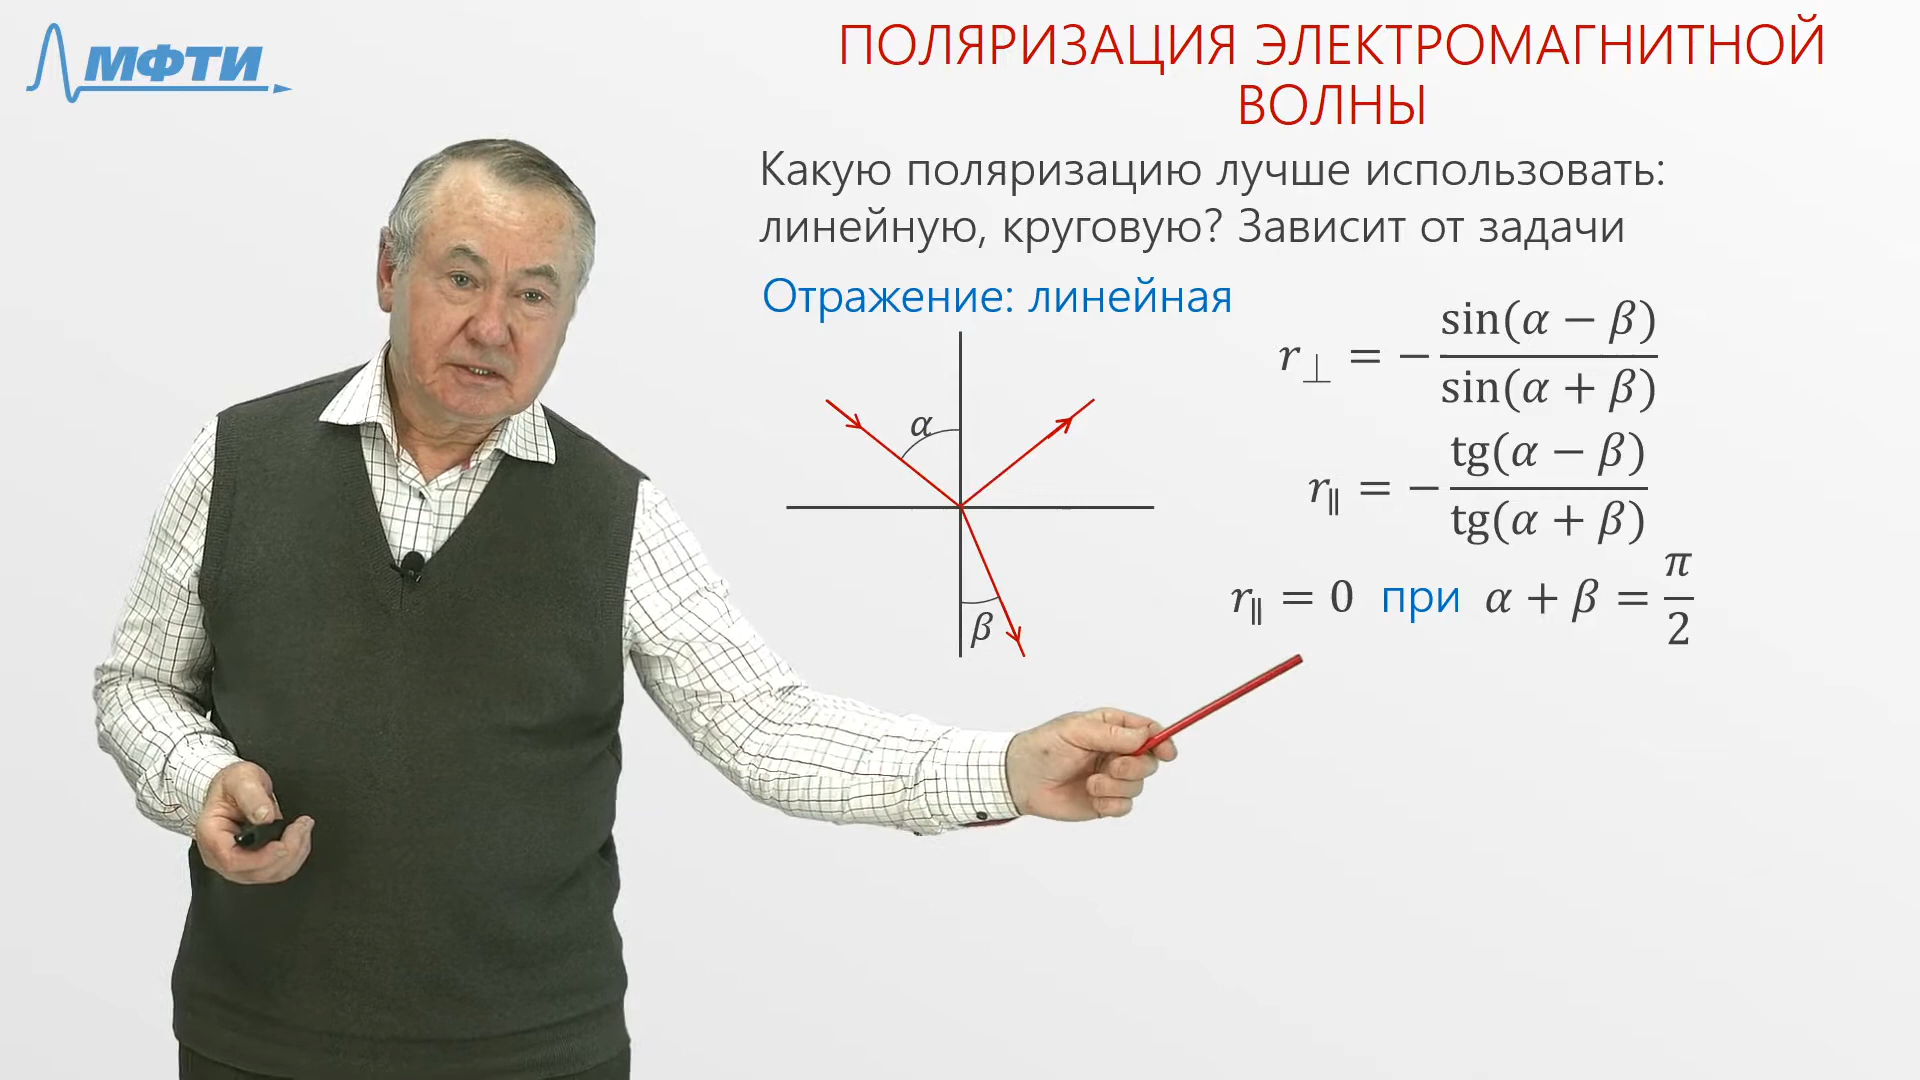 МФТИ
ПОЛЯРИЗАЦИЯ ЭЛЕКТРОМАГНИТНОЙ
ВОЛНЫ
Какую поляризацию лучше использовать:
линейную, круговую? Зависит от задачи
Отражение: линейная
α
β
r⊥ = − sin(α − β) / sin(α + β)
r∥ = − tg(α − β) / tg(α + β)
r∥ = 0 при α + β = π / 2